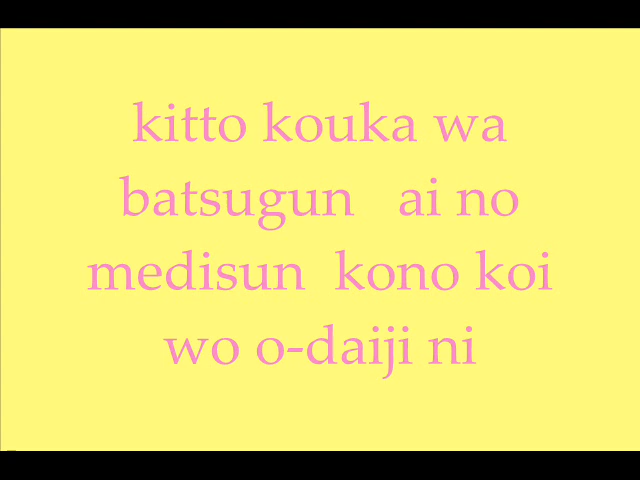 kitto kouka wa
batsugun   ai no
medisun  kono koi
wo o-daiji ni